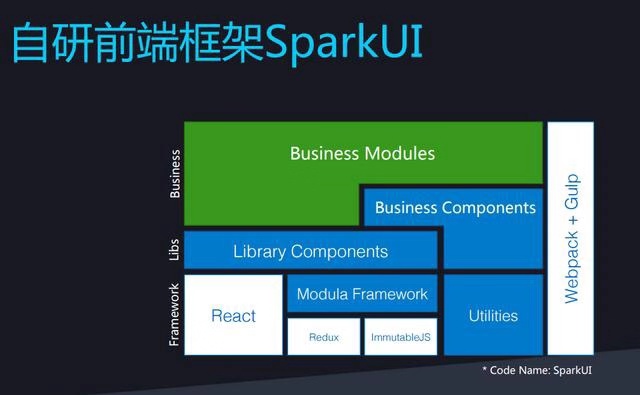 自研前端框架SparkUI
Business
Business Modules
Business Components
Libs
Library Components
Framework
React
Modula Framework
Redux
ImmutableJS
Utilities
Webpack + Gulp
* Code Name: SparkUI